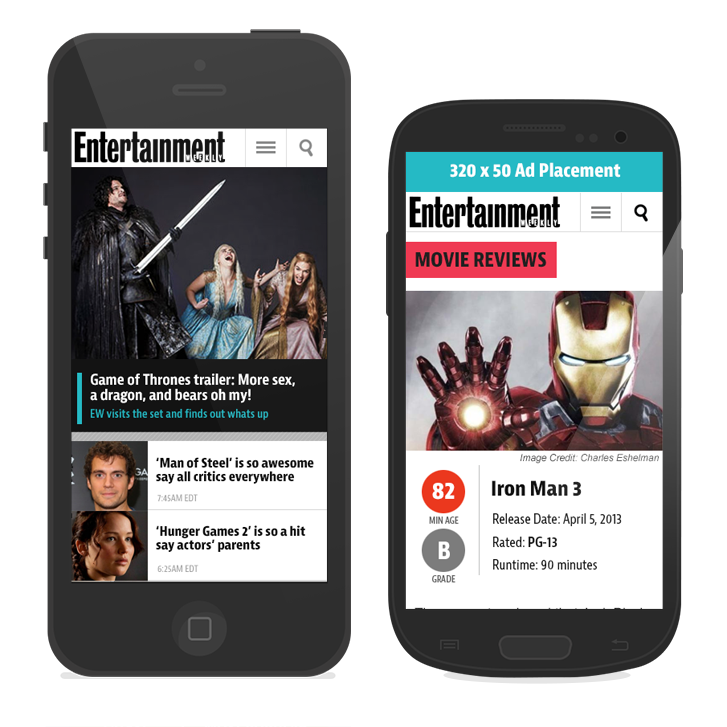 Entertainment
WEEKLY
Game of Thrones trailer: More sex,
a dragon, and bears oh my!
EW visits the set and finds out whats up
GA
‘Man of Steel‘ is so awesome
say all critics everywhere
7:45AM EDT
‘Hunger Games 2’ is so a hit
say actors‘ parents
6:25AM EDT
320 x 50 Ad Placement
Entertainment
WEEKLY
MOVIE REVIEWS
Image Credit: Charles Eshelman
82
MIN AGE
B
GRADE
Iron Man 3
Release Date: April 5, 2013
Rated: PG-13
Runtime: 90 minutes